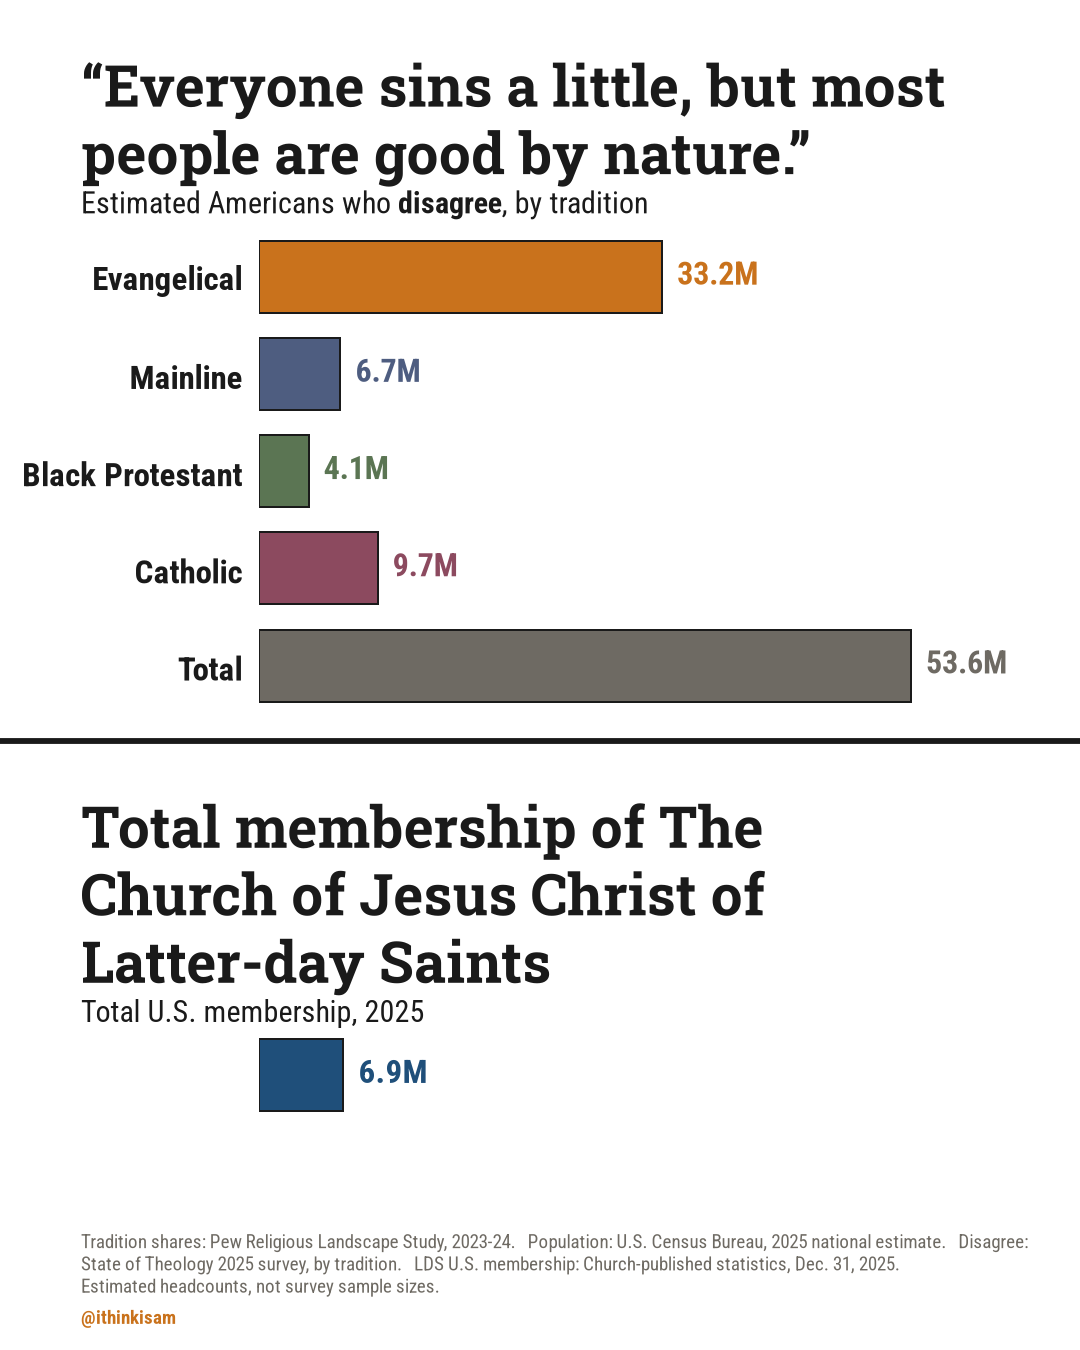 “Everyone sins a little, but most
people are good by nature.”
Estimated Americans who disagree, by tradition
Evangelical 33.2M
Mainline 6.7M
Black Protestant 4.1M
Catholic 9.7M
Total 53.6M
Total membership of The
Church of Jesus Christ of
Latter-day Saints
Total U.S. membership, 2025
6.9M
Tradition shares: Pew Religious Landscape Study, 2023-24. Population: U.S. Census Bureau, 2025 national estimate. Disagree:
State of Theology 2025 survey, by tradition. LDS U.S. membership: Church-published statistics, Dec. 31, 2025.
Estimated headcounts, not survey sample sizes.
@ithinkisam